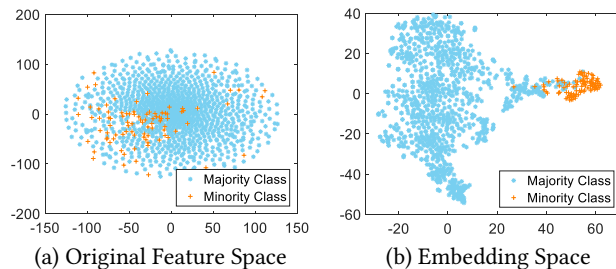 200
100
0
-100
-200
-150 -100 -50 0 50 100 150
Majority Class
Minority Class
(a) Original Feature Space
40
20
0
-20
-40
-60
-20 0 20 40 60
Majority Class
Minority Class
(b) Embedding Space